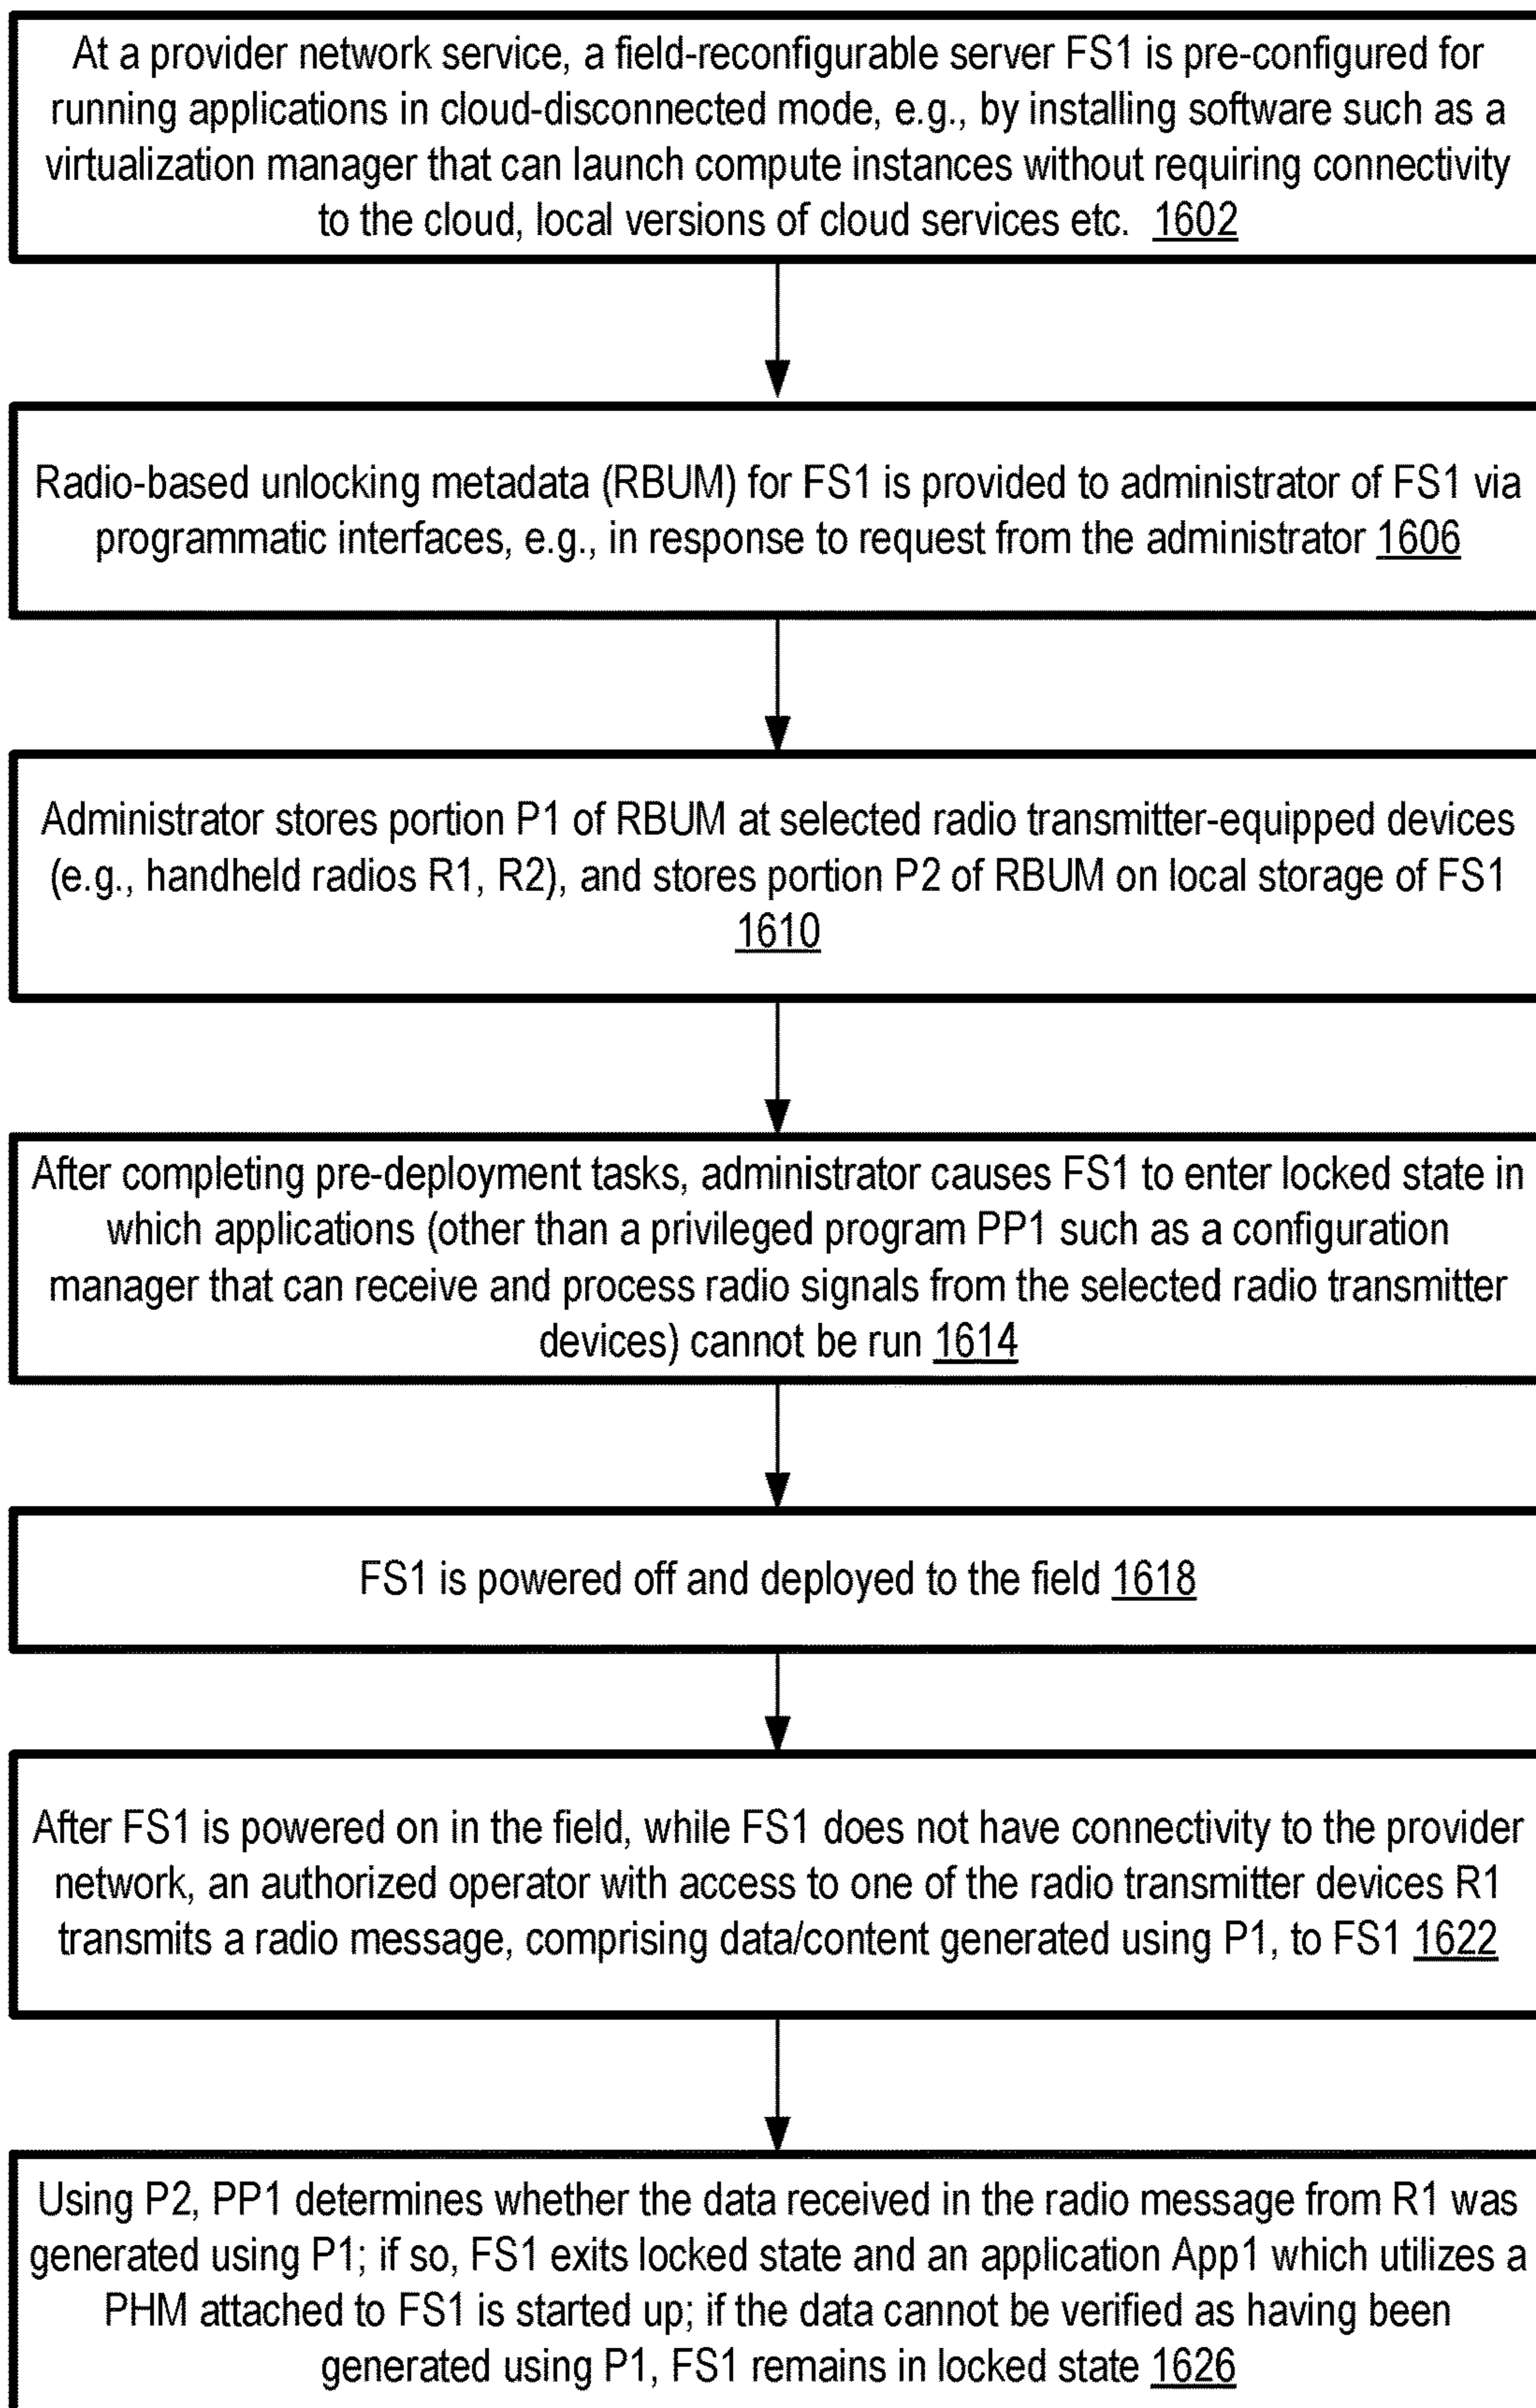 At a provider network service, a field-reconfigurable server FS1 is pre-configured for
running applications in cloud-disconnected mode, e.g., by installing software such as a
virtualization manager that can launch compute instances without requiring connectivity
to the cloud, local versions of cloud services etc. 1602
Radio-based unlocking metadata (RBUM) for FS1 is provided to administrator of FS1 via
programmatic interfaces, e.g., in response to request from the administrator 1606
Administrator stores portion P1 of RBUM at selected radio transmitter-equipped devices
(e.g., handheld radios R1, R2), and stores portion P2 of RBUM on local storage of FS1
1610
After completing pre-deployment tasks, administrator causes FS1 to enter locked state in
which applications (other than a privileged program PP1 such as a configuration
manager that can receive and process radio signals from the selected radio transmitter
devices) cannot be run 1614
FS1 is powered off and deployed to the field 1618
After FS1 is powered on in the field, while FS1 does not have connectivity to the provider
network, an authorized operator with access to one of the radio transmitter devices R1
transmits a radio message, comprising data/content generated using P1, to FS1 1622
Using P2, PP1 determines whether the data received in the radio message from R1 was
generated using P1; if so, FS1 exits locked state and an application App1 which utilizes a
PHM attached to FS1 is started up; if the data cannot be verified as having been
generated using P1, FS1 remains in locked state 1626